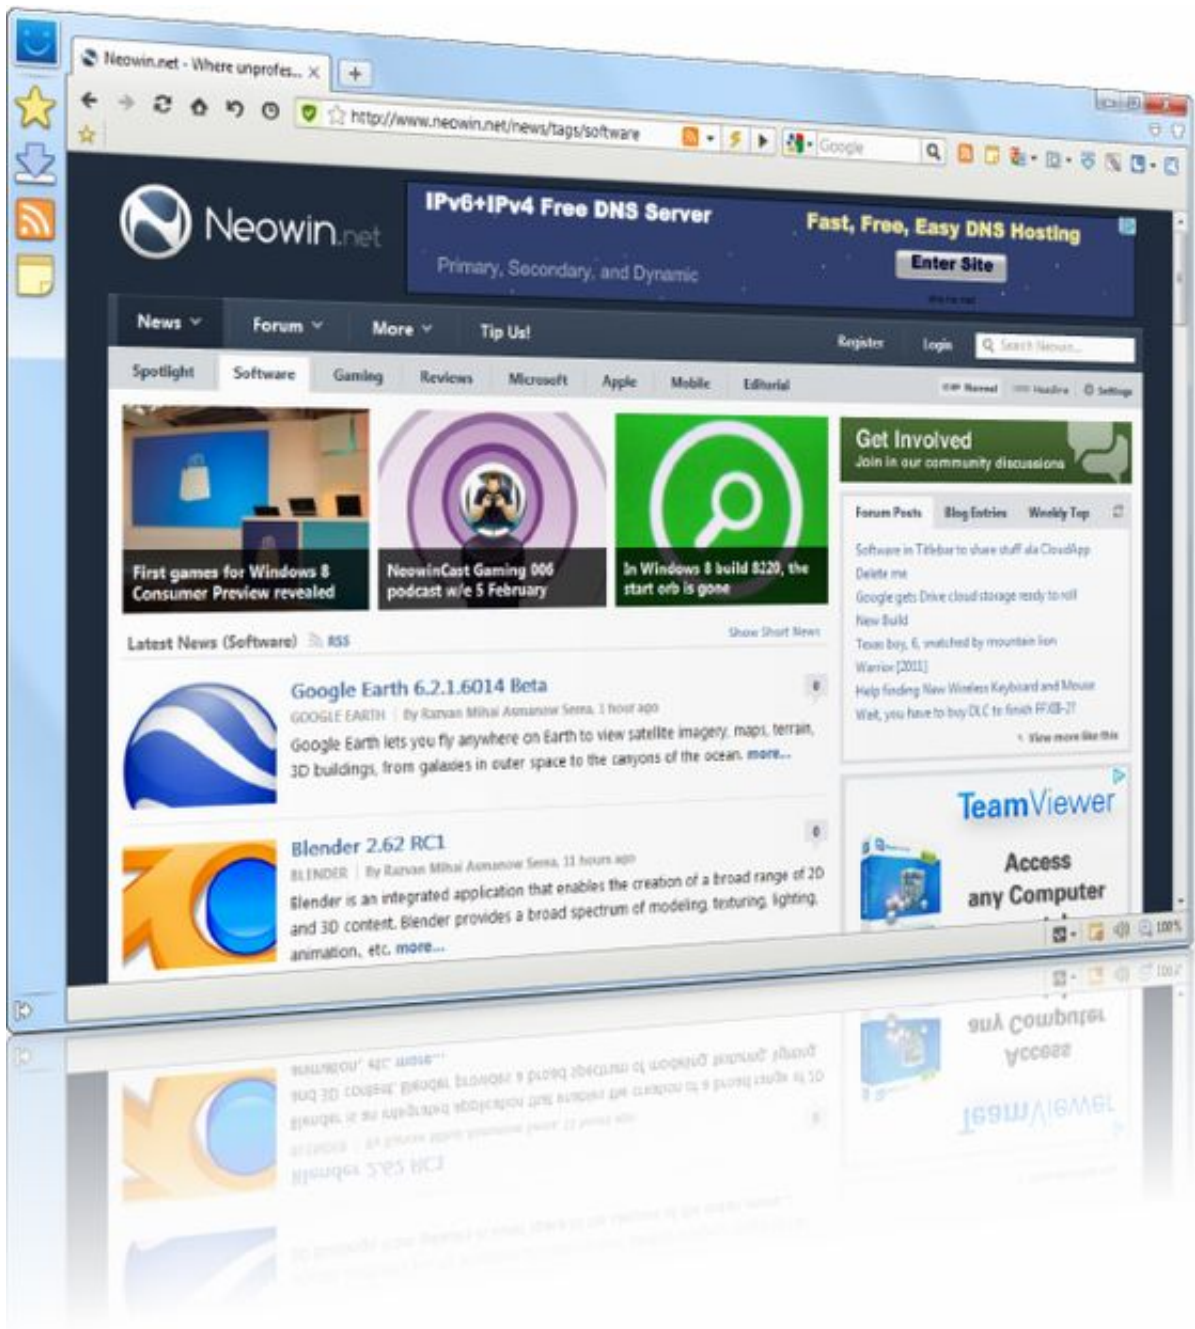 Neowin.net - Where unprofes...
http://www.neowin.net/news/tags/software
Google
Neowin.net
IPv6+IPv4 Free DNS Server
Primary, Secondary, and Dynamic
Fast, Free, Easy DNS Hosting
Enter Site
News
Forum
More
Tip Us!
Register
Login
Search Neowin...
Spotlight
Software
Gaming
Reviews
Microsoft
Apple
Mobile
Editorial
Normal
Headline
Settings
First games for Windows 8
Consumer Preview revealed
NeowinCast Gaming 006
podcast w/e 5 February
In Windows 8 build 8220, the
start orb is gone
Get Involved
Join in our community discussions
Forum Posts
Blog Entries
Weekly Top
Software in Titlebar to share stuff ala CloudApp
Delete me
Google gets Drive cloud storage ready to roll
New Build
Texas boy, 6, snatched by mountain lion
Warrior [2011]
Help finding New Wireless Keyboard and Mouse
Wait, you have to buy DLC to finish FFXIII-2?
View more like this
Latest News (Software)
RSS
Show Short News
Google Earth 6.2.1.6014 Beta
0
GOOGLE EARTH | By Razvan Mihai Asmanow Serea, 1 hour ago
Google Earth lets you fly anywhere on Earth to view satellite imagery, maps, terrain,
3D buildings, from galaxies in outer space to the canyons of the ocean. more...
Blender 2.62 RC1
0
BLENDER | By Razvan Mihai Asmanow Serea, 11 hours ago
Blender is an integrated application that enables the creation of a broad range of 2D
and 3D content. Blender provides a broad spectrum of modeling, texturing, lighting,
animation, etc. more...
TeamViewer
Access
any Computer
100%